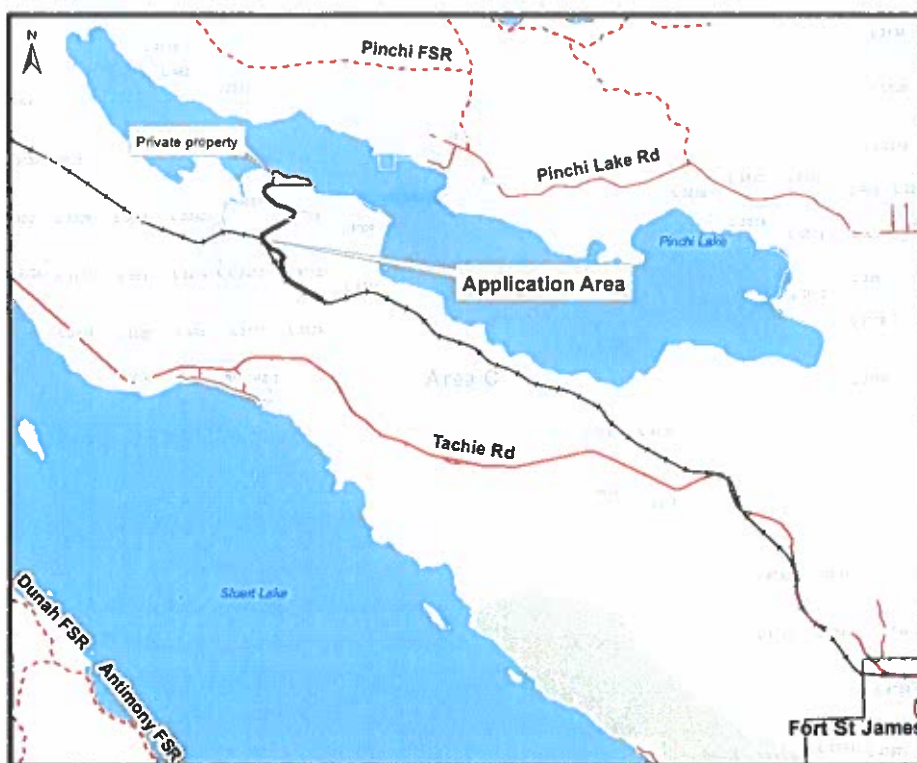 N
Pinchi FSR
Private property
Pinchi Lake Rd
Pinchi Lake
Application Area
Area C
Tachie Rd
Stuart Lake
Dunah FSR
Antimony FSR
Fort St James